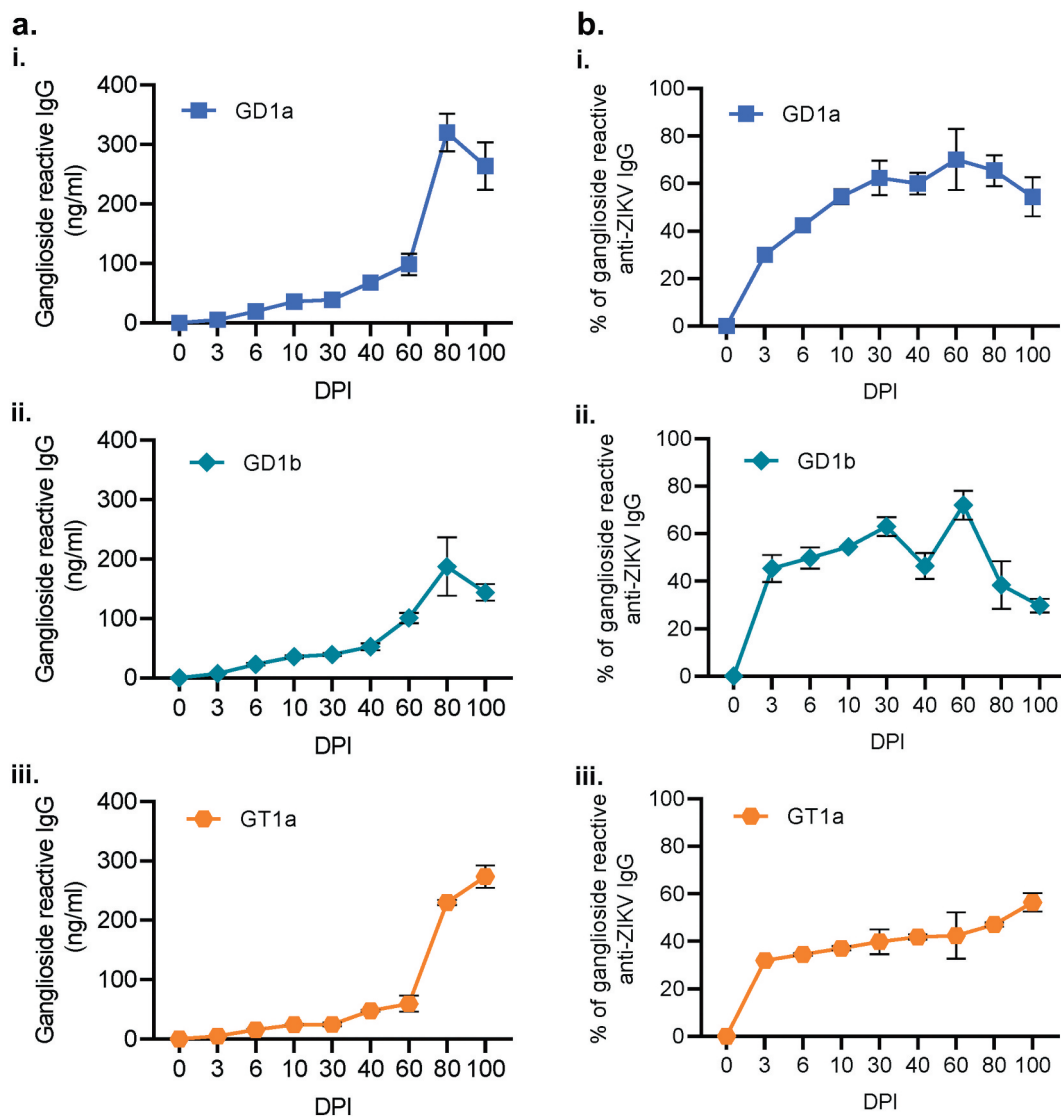 a.
i.
Ganglioside reactive IgG
(ng/ml)
400
300
200
100
0
GD1a
0 3 6 10 30 40 60 80 100
DPI
ii.
Ganglioside reactive IgG
(ng/ml)
400
300
200
100
0
GD1b
0 3 6 10 30 40 60 80 100
DPI
iii.
Ganglioside reactive IgG
(ng/ml)
400
300
200
100
0
GT1a
0 3 6 10 30 40 60 80 100
DPI
b.
i.
% of ganglioside reactive
anti-ZIKV IgG
100
80
60
40
20
0
GD1a
0 3 6 10 30 40 60 80 100
DPI
ii.
% of ganglioside reactive
anti-ZIKV IgG
100
80
60
40
20
0
GD1b
0 3 6 10 30 40 60 80 100
DPI
iii.
% of ganglioside reactive
anti-ZIKV IgG
100
80
60
40
20
0
GT1a
0 3 6 10 30 40 60 80 100
DPI